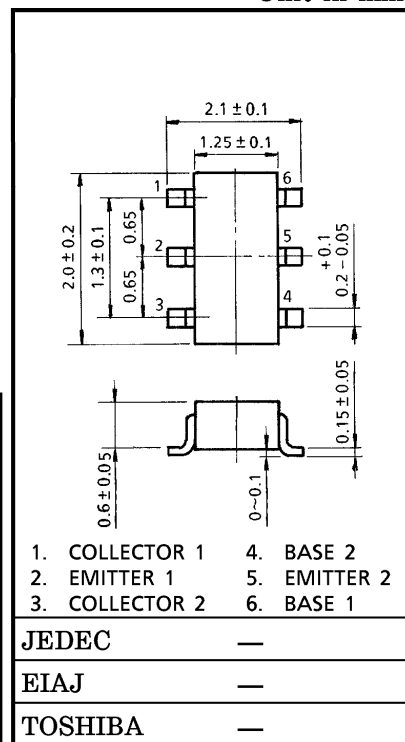 2.1±0.1
1.25±0.1
1
6
2
5
3
4
2.0±0.2
1.3±0.1
0.65
0.65
+0.1
0.2-0.05
0.6±0.05
0~0.1
0.15±0.05
1. COLLECTOR 1 4. BASE 2
2. EMITTER 1 5. EMITTER 2
3. COLLECTOR 2 6. BASE 1
JEDEC —
EIAJ —
TOSHIBA —